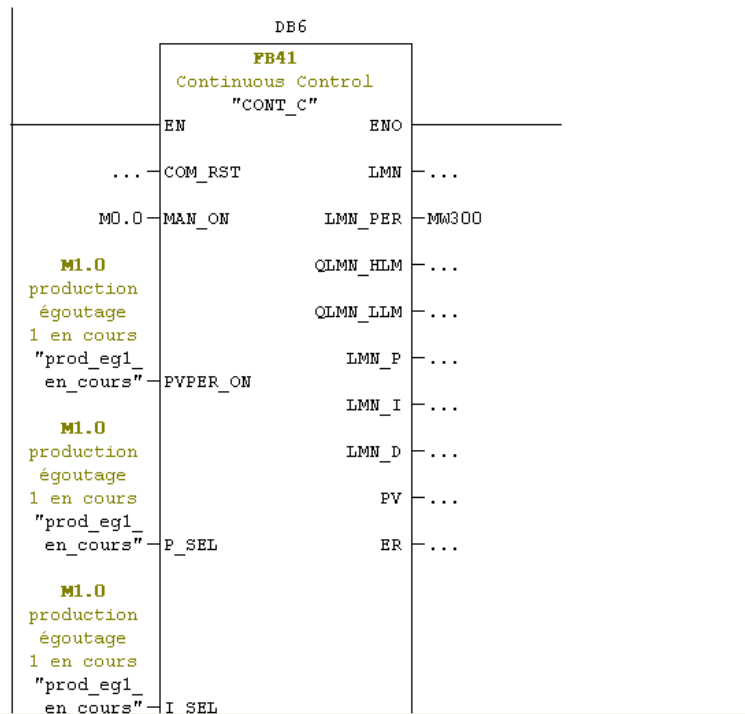 DB6
FB41
Continuous Control
"CONT_C"
EN ENO
... COM_RST LMN ...
M0.0 MAN_ON LMN_PER MW300
M1.0 QLMN_HLM ...
production
égoutage QLMN_LLM ...
1 en cours
"prod_eg1_ LMN_P ...
en_cours" PVPER_ON
LMN_I ...
M1.0
production LMN_D ...
égoutage
1 en cours PV ...
"prod_eg1_
en_cours" P_SEL ER ...
M1.0
production
égoutage
1 en cours
"prod_eg1_
en_cours" I_SEL